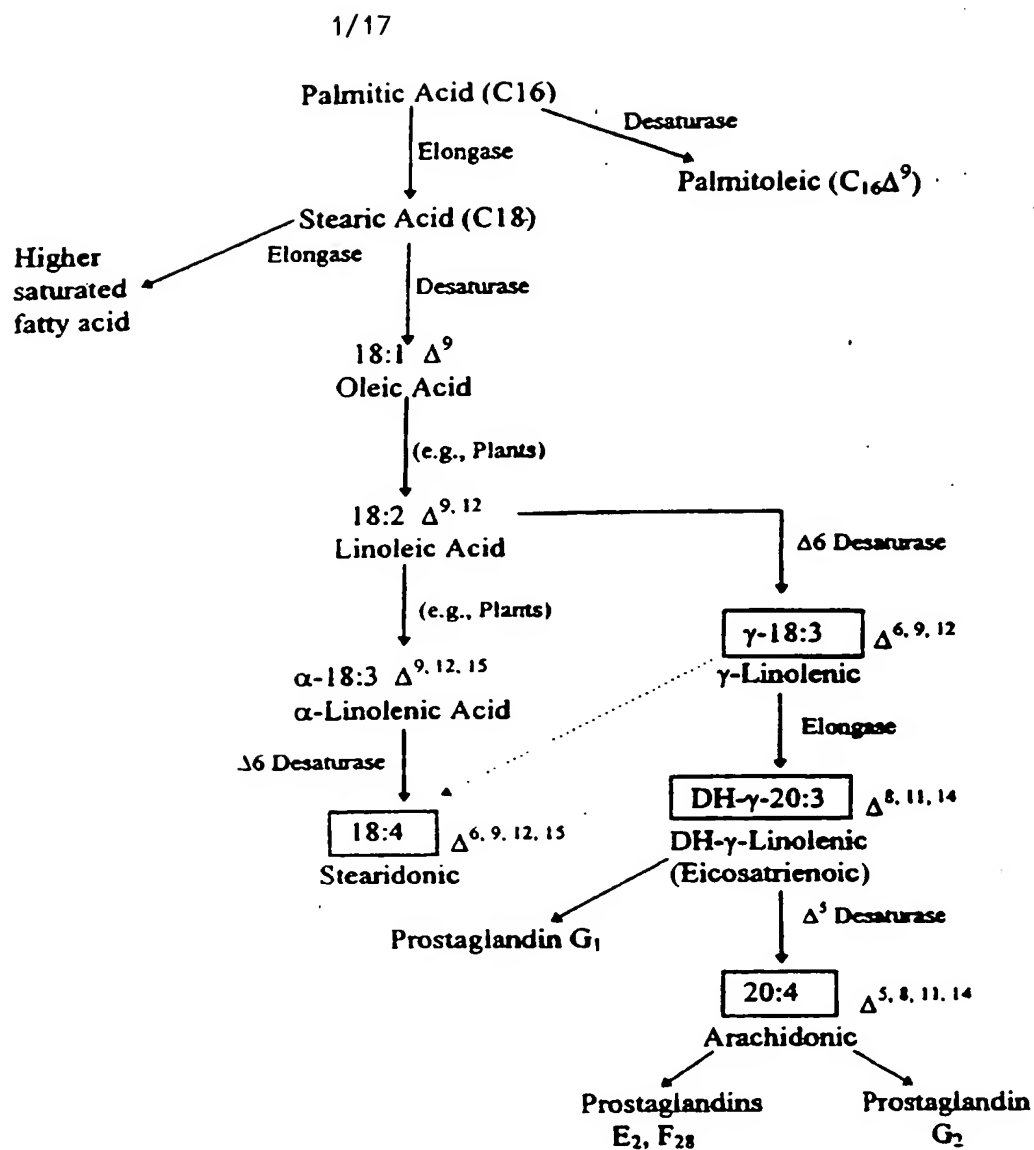 1/17
Palmitic Acid (C16)
Desaturase
Elongase
Palmitoleic (C₁₆Δ⁹)
Stearic Acid (C18)
Elongase
Higher
saturated
fatty acid
Desaturase
18:1 Δ⁹
Oleic Acid
(e.g., Plants)
18:2 Δ⁹, ¹²
Linoleic Acid
Δ6 Desaturase
(e.g., Plants)
γ-18:3 Δ⁶, ⁹, ¹²
γ-Linolenic
α-18:3 Δ⁹, ¹², ¹⁵
α-Linolenic Acid
Elongase
Δ6 Desaturase
DH-γ-20:3 Δ⁸, ¹¹, ¹⁴
DH-γ-Linolenic
(Eicosatrienoic)
18:4 Δ⁶, ⁹, ¹², ¹⁵
Stearidonic
Δ⁵ Desaturase
Prostaglandin G₁
20:4 Δ⁵, ⁸, ¹¹, ¹⁴
Arachidonic
Prostaglandins
E₂, F₂₈
Prostaglandin
G₂